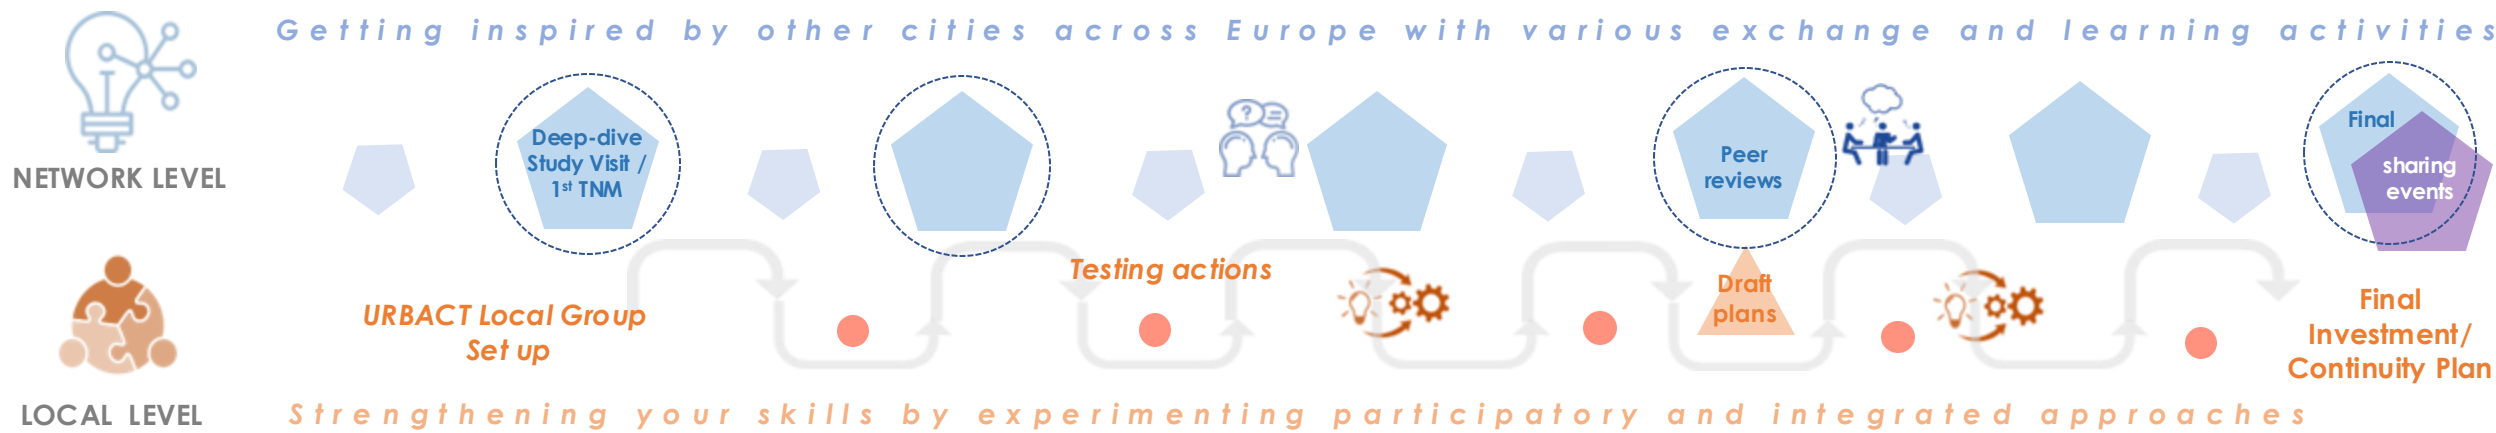 Getting inspired by other cities across Europe with various exchange and learning activities
NETWORK LEVEL
Deep-dive
Study Visit /
1st TNM
Peer
reviews
Final
sharing
events
Testing actions
URBACT Local Group
Set up
Draft
plans
Final
Investment/
Continuity Plan
LOCAL LEVEL
Strengthening your skills by experimenting participatory and integrated approaches